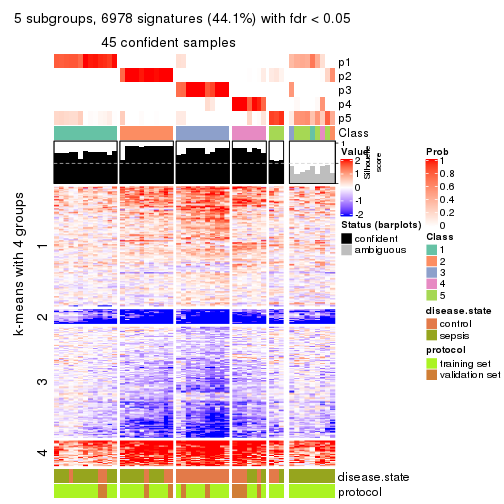 5 subgroups, 6978 signatures (44.1%) with fdr < 0.05
45 confident samples
p1
p2
p3
p4
p5
Class
1
Silhouette
score
k-means with 4 groups
1
2
3
4
disease.state
protocol
Value
2
1
0
-1
-2
Status (barplots)
confident
ambiguous
Prob
1
0.8
0.6
0.4
0.2
0
Class
1
2
3
4
5
disease.state
control
sepsis
protocol
training set
validation set